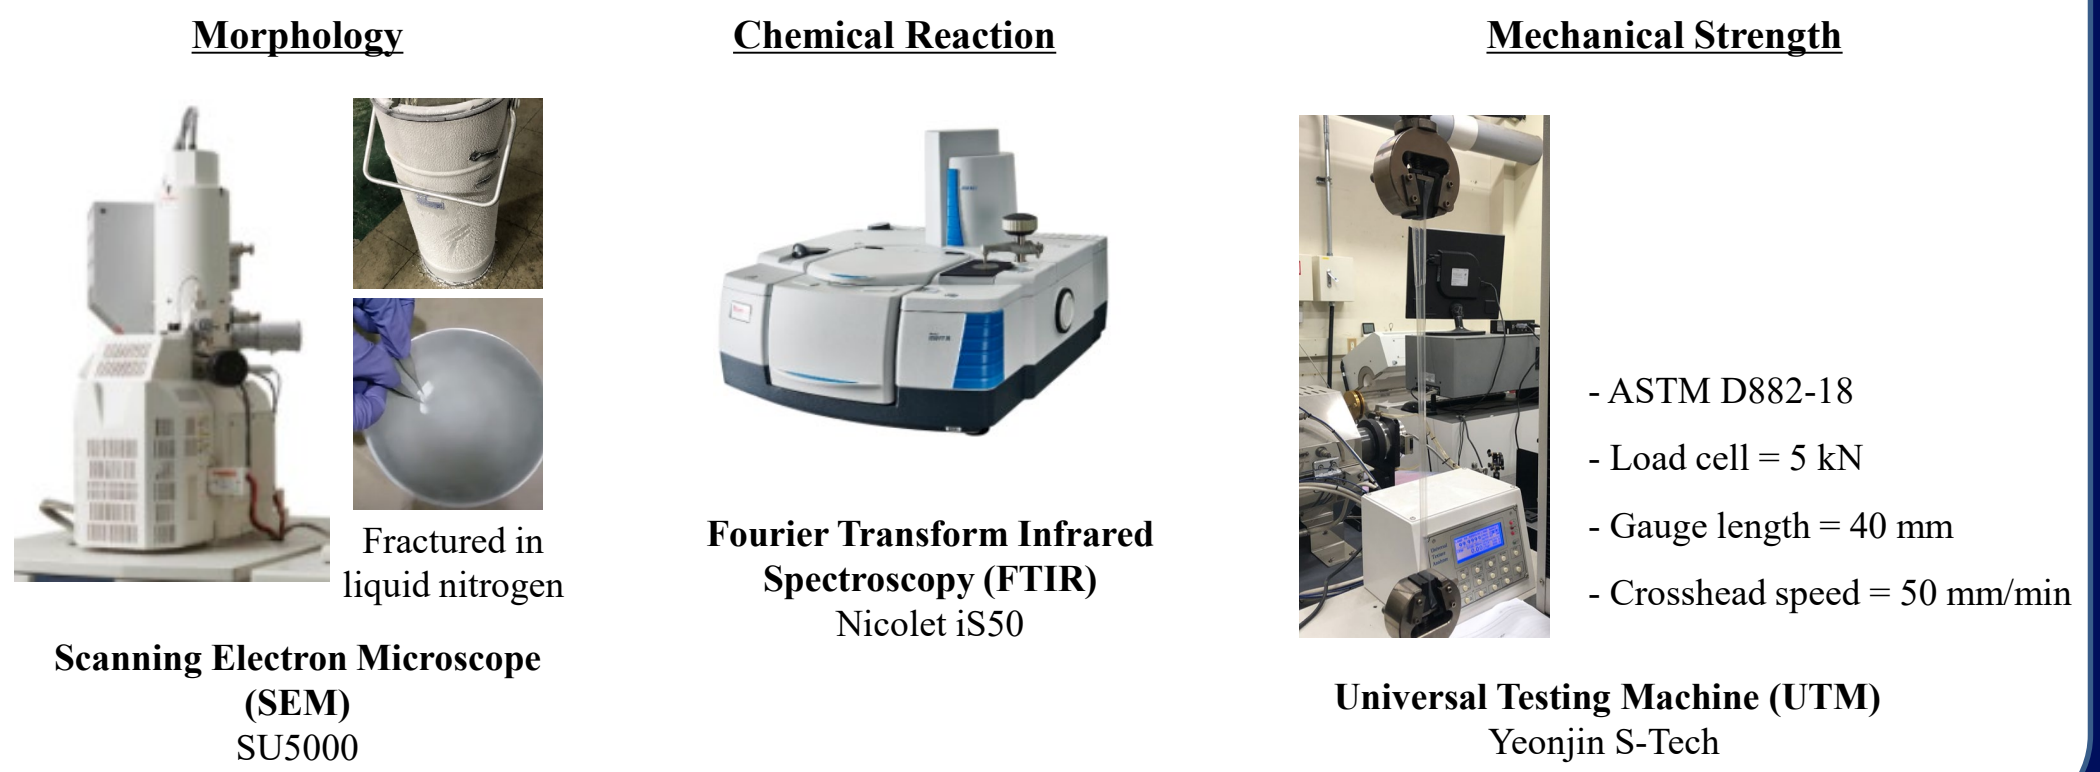 Morphology
Fractured in
liquid nitrogen
Scanning Electron Microscope
(SEM)
SU5000
Chemical Reaction
Fourier Transform Infrared
Spectroscopy (FTIR)
Nicolet iS50
Mechanical Strength
- ASTM D882-18
- Load cell = 5 kN
- Gauge length = 40 mm
- Crosshead speed = 50 mm/min
Universal Testing Machine (UTM)
Yeonjin S-Tech